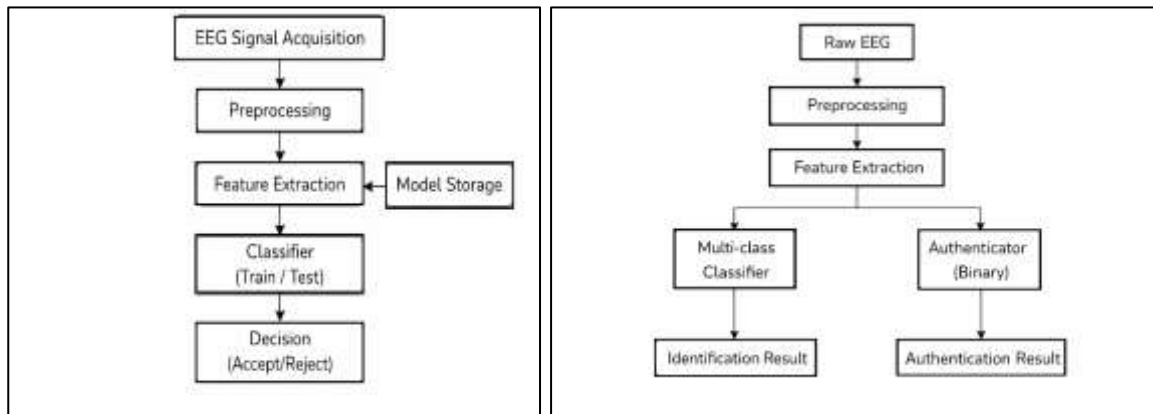 EEG Signal Acquisition
Preprocessing
Feature Extraction
Model Storage
Classifier
(Train / Test)
Decision
(Accept/Reject)
Raw EEG
Preprocessing
Feature Extraction
Multi-class
Classifier
Authenticator
(Binary)
Identification Result
Authentication Result